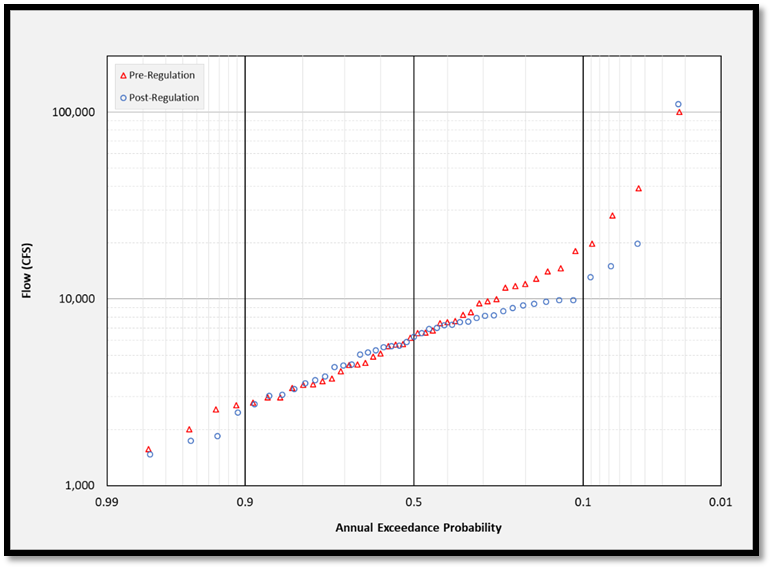 Pre-Regulation
Post-Regulation
100,000
10,000
1,000
Flow (CFS)
0.99 0.9 0.5 0.1 0.01
Annual Exceedance Probability